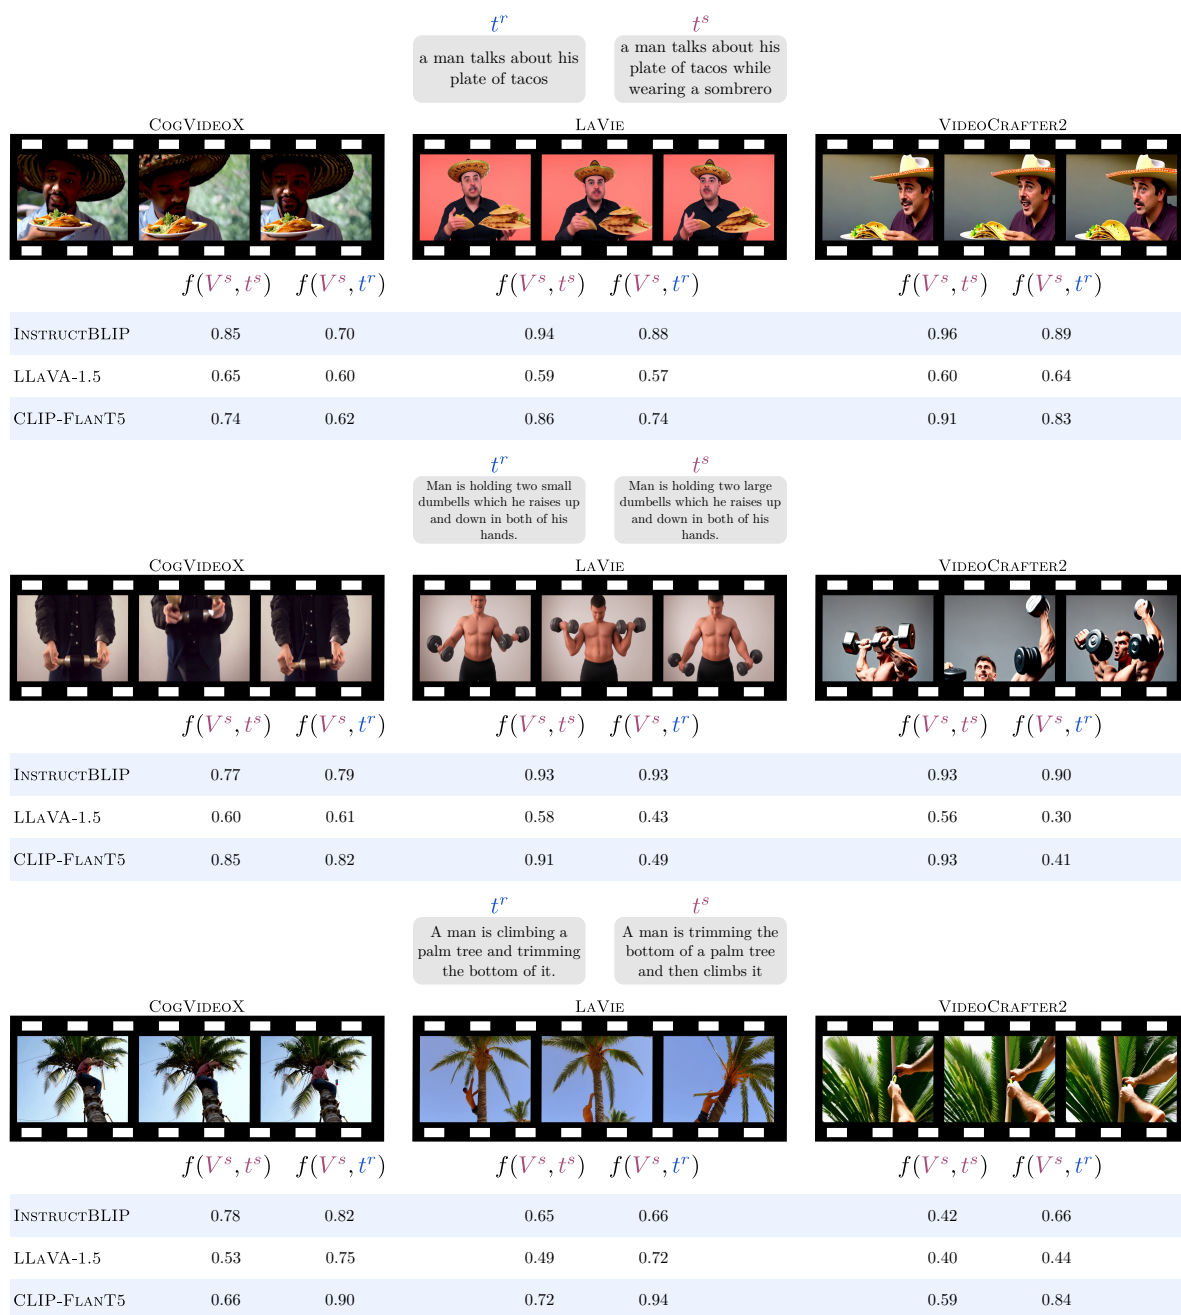 t^r t^s
a man talks about his
plate of tacos
a man talks about his
plate of tacos while
wearing a sombrero
CogVideoX LaVie VideoCrafter2
f(V^s, t^s) f(V^s, t^r) f(V^s, t^s) f(V^s, t^r) f(V^s, t^s) f(V^s, t^r)
InstructBLIP 0.85 0.70 0.94 0.88 0.96 0.89
LLaVA-1.5 0.65 0.60 0.59 0.57 0.60 0.64
CLIP-FlanT5 0.74 0.62 0.86 0.74 0.91 0.83
t^r t^s
Man is holding two small
dumbells which he raises up
and down in both of his
hands.
Man is holding two large
dumbells which he raises up
and down in both of his
hands.
CogVideoX LaVie VideoCrafter2
f(V^s, t^s) f(V^s, t^r) f(V^s, t^s) f(V^s, t^r) f(V^s, t^s) f(V^s, t^r)
InstructBLIP 0.77 0.79 0.93 0.93 0.93 0.90
LLaVA-1.5 0.60 0.61 0.58 0.43 0.56 0.30
CLIP-FlanT5 0.85 0.82 0.91 0.49 0.93 0.41
t^r t^s
A man is climbing a
palm tree and trimming
the bottom of it.
A man is trimming the
bottom of a palm tree
and then climbs it
CogVideoX LaVie VideoCrafter2
f(V^s, t^s) f(V^s, t^r) f(V^s, t^s) f(V^s, t^r) f(V^s, t^s) f(V^s, t^r)
InstructBLIP 0.78 0.82 0.65 0.66 0.42 0.66
LLaVA-1.5 0.53 0.75 0.49 0.72 0.40 0.44
CLIP-FlanT5 0.66 0.90 0.72 0.94 0.59 0.84